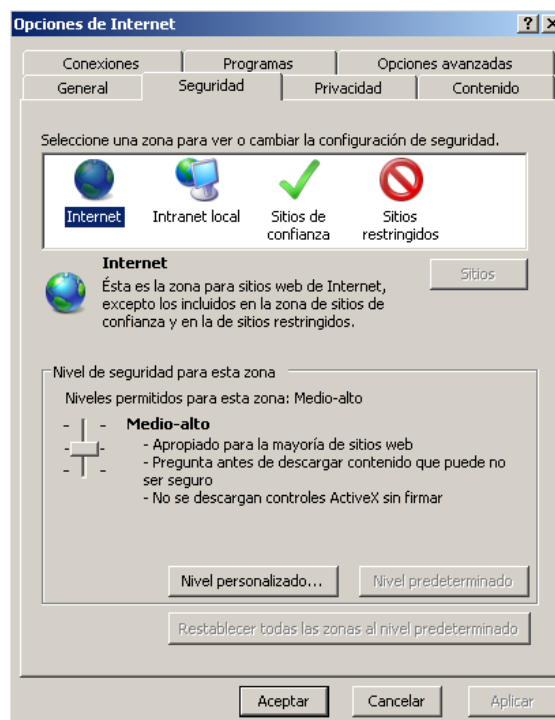 Opciones de Internet
Conexiones Programas Opciones avanzadas
General Seguridad Privacidad Contenido
Seleccione una zona para ver o cambiar la configuración de seguridad.
Internet Intranet local Sitios de confianza Sitios restringidos
Internet
Ésta es la zona para sitios web de Internet,
excepto los incluidos en la zona de sitios de
confianza y en la de sitios restringidos.
Sitios
Nivel de seguridad para esta zona
Niveles permitidos para esta zona: Medio-alto
Medio-alto
- Apropiado para la mayoría de sitios web
- Pregunta antes de descargar contenido que puede no
ser seguro
- No se descargan controles ActiveX sin firmar
Nivel personalizado... Nivel predeterminado
Restablecer todas las zonas al nivel predeterminado
Aceptar Cancelar Aplicar